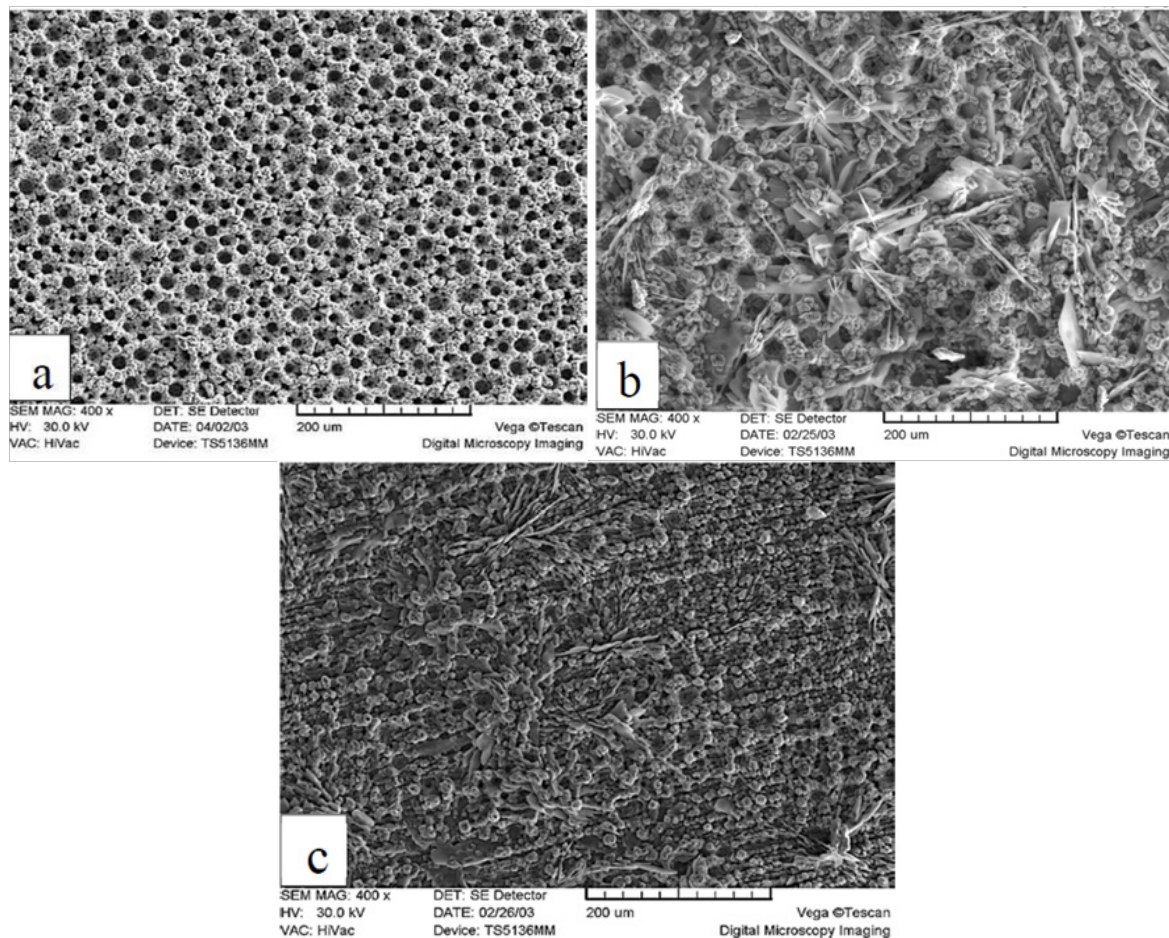 a
SEM MAG: 400 x DET: SE Detector
HV: 30.0 kV DATE: 04/02/03 200 um Vega ©Tescan
VAC: HiVac Device: TS5136MM Digital Microscopy Imaging
b
SEM MAG: 400 x DET: SE Detector
HV: 30.0 kV DATE: 02/25/03 200 um Vega ©Tescan
VAC: HiVac Device: TS5136MM Digital Microscopy Imaging
c
SEM MAG: 400 x DET: SE Detector
HV: 30.0 kV DATE: 02/26/03 200 um Vega ©Tescan
VAC: HiVac Device: TS5136MM Digital Microscopy Imaging